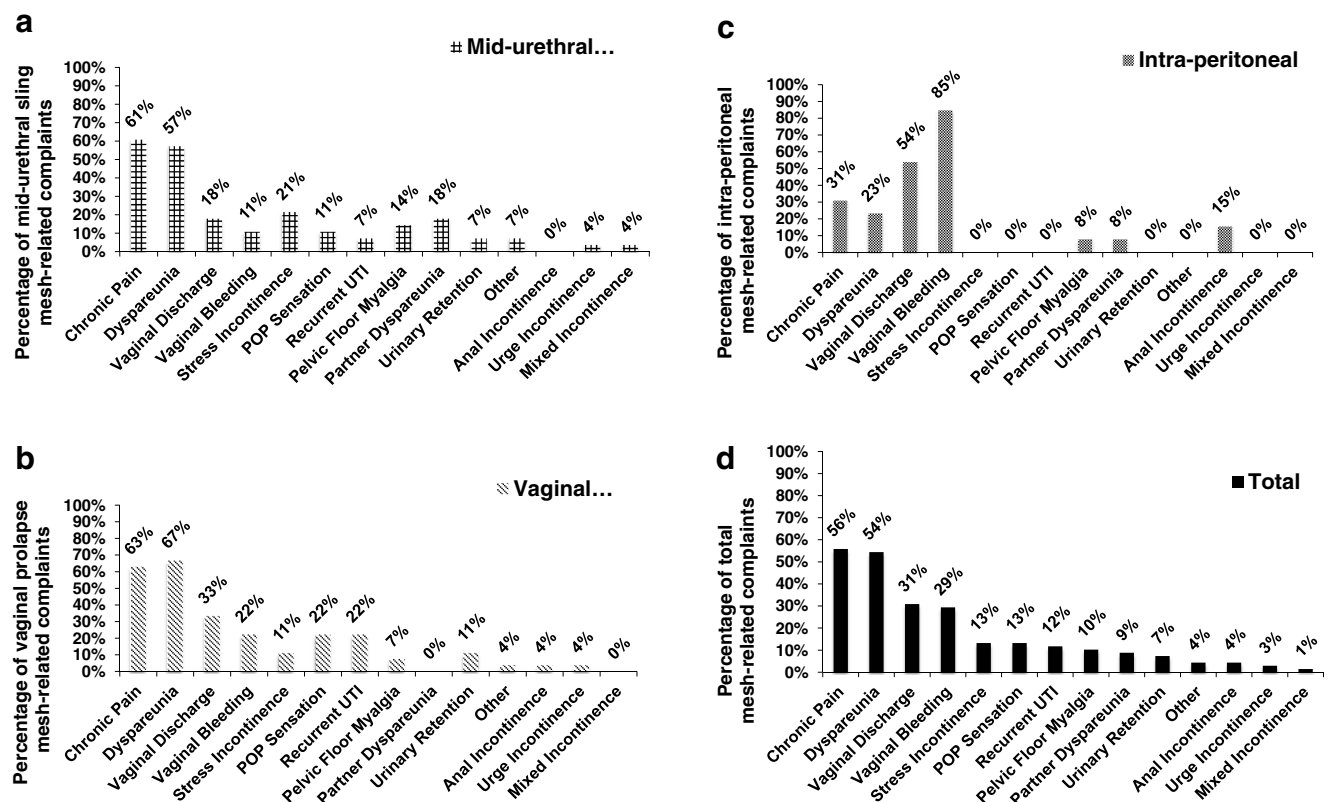 a
Mid-urethral...
Percentage of mid-urethral sling
mesh-related complaints
100%
90%
80%
70%
60%
50%
40%
30%
20%
10%
0%
61%
57%
18%
11%
21%
11%
7%
14%
18%
7%
7%
0%
4%
4%
Chronic Pain
Dyspareunia
Vaginal Discharge
Vaginal Bleeding
Stress Incontinence
POP Sensation
Recurrent UTI
Pelvic Floor Myalgia
Partner Dyspareunia
Urinary Retention
Other
Anal Incontinence
Urge Incontinence
Mixed Incontinence
b
Vaginal...
Percentage of vaginal prolapse
mesh-related complaints
100%
90%
80%
70%
60%
50%
40%
30%
20%
10%
0%
63%
67%
33%
22%
11%
22%
22%
7%
0%
11%
4%
4%
4%
0%
Chronic Pain
Dyspareunia
Vaginal Discharge
Vaginal Bleeding
Stress Incontinence
POP Sensation
Recurrent UTI
Pelvic Floor Myalgia
Partner Dyspareunia
Urinary Retention
Other
Anal Incontinence
Urge Incontinence
Mixed Incontinence
c
Intra-peritoneal
Percentage of intra-peritoneal
mesh-related complaints
100%
90%
80%
70%
60%
50%
40%
30%
20%
10%
0%
31%
23%
54%
85%
0%
0%
0%
8%
8%
0%
0%
15%
0%
0%
Chronic Pain
Dyspareunia
Vaginal Discharge
Vaginal Bleeding
Stress Incontinence
POP Sensation
Recurrent UTI
Pelvic Floor Myalgia
Partner Dyspareunia
Urinary Retention
Other
Anal Incontinence
Urge Incontinence
Mixed Incontinence
d
Total
Percentage of total
mesh-related complaints
100%
90%
80%
70%
60%
50%
40%
30%
20%
10%
0%
56%
54%
31%
29%
13%
13%
12%
10%
9%
7%
4%
4%
3%
1%
Chronic Pain
Dyspareunia
Vaginal Discharge
Vaginal Bleeding
Stress Incontinence
POP Sensation
Recurrent UTI
Pelvic Floor Myalgia
Partner Dyspareunia
Urinary Retention
Other
Anal Incontinence
Urge Incontinence
Mixed Incontinence